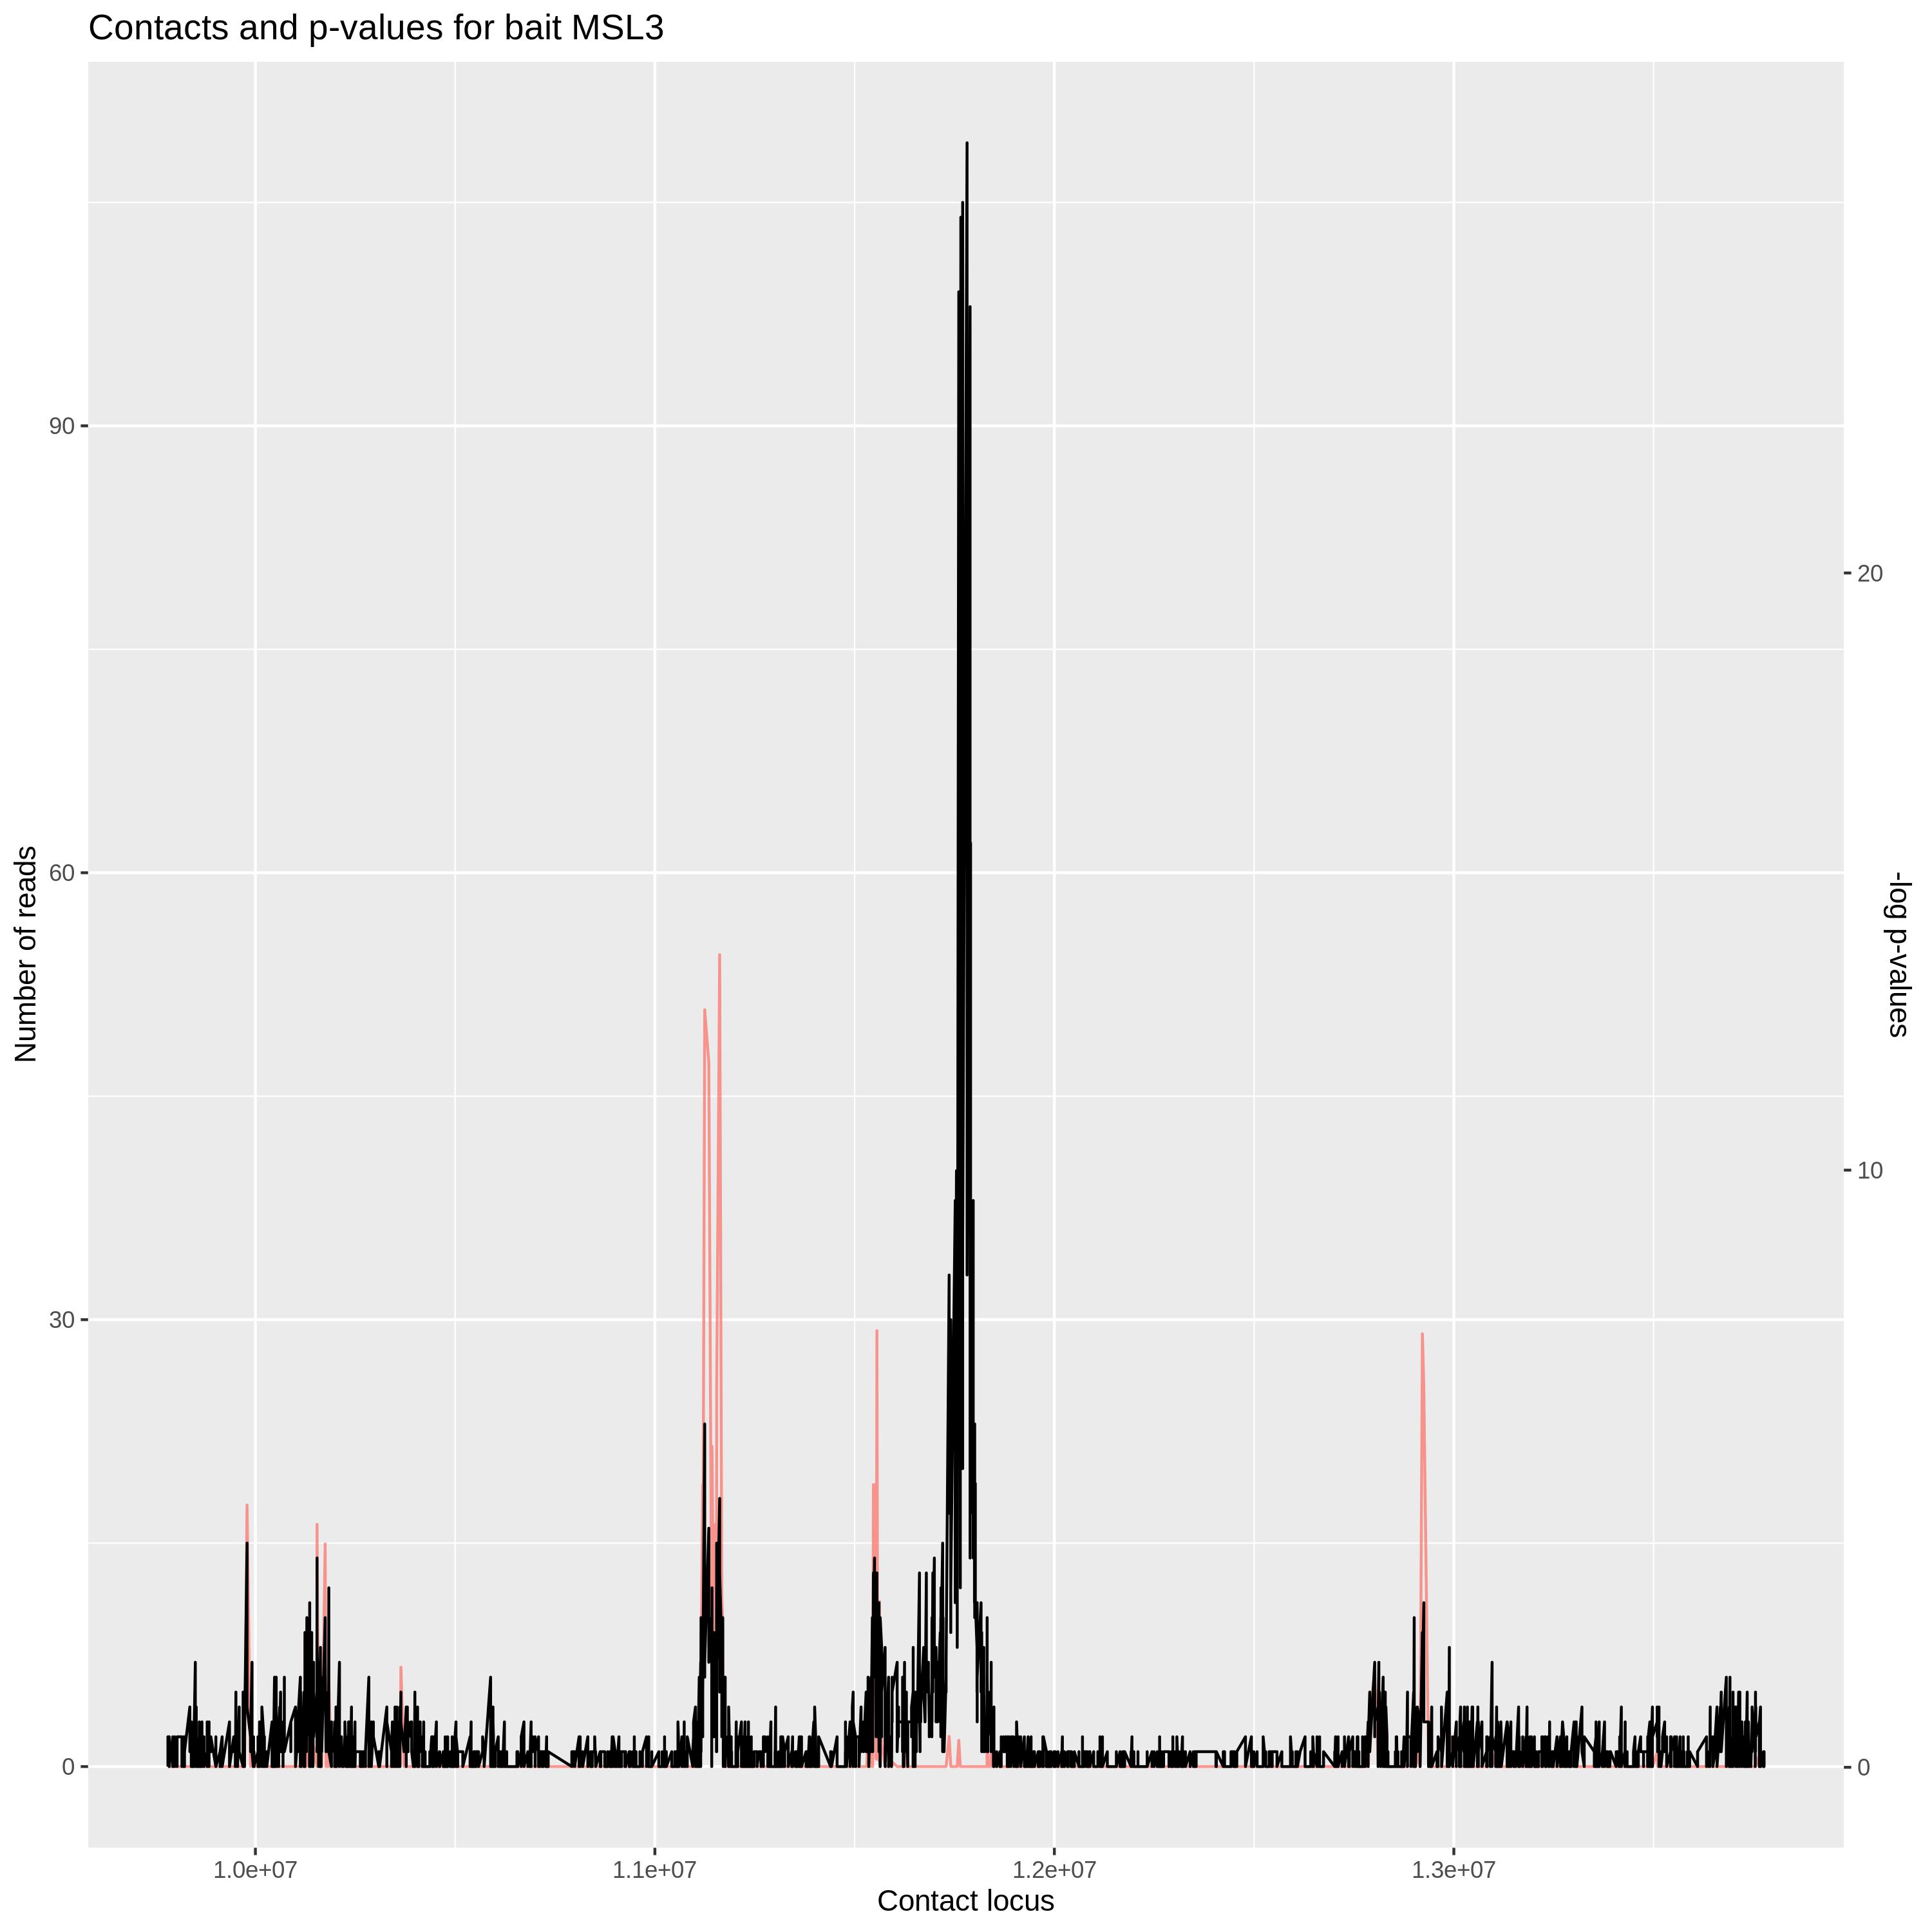 Contacts and p-values for bait MSL3
90
60
30
0
Number of reads
20
10
0
-log p-values
1.0e+07
1.1e+07
1.2e+07
1.3e+07
Contact locus